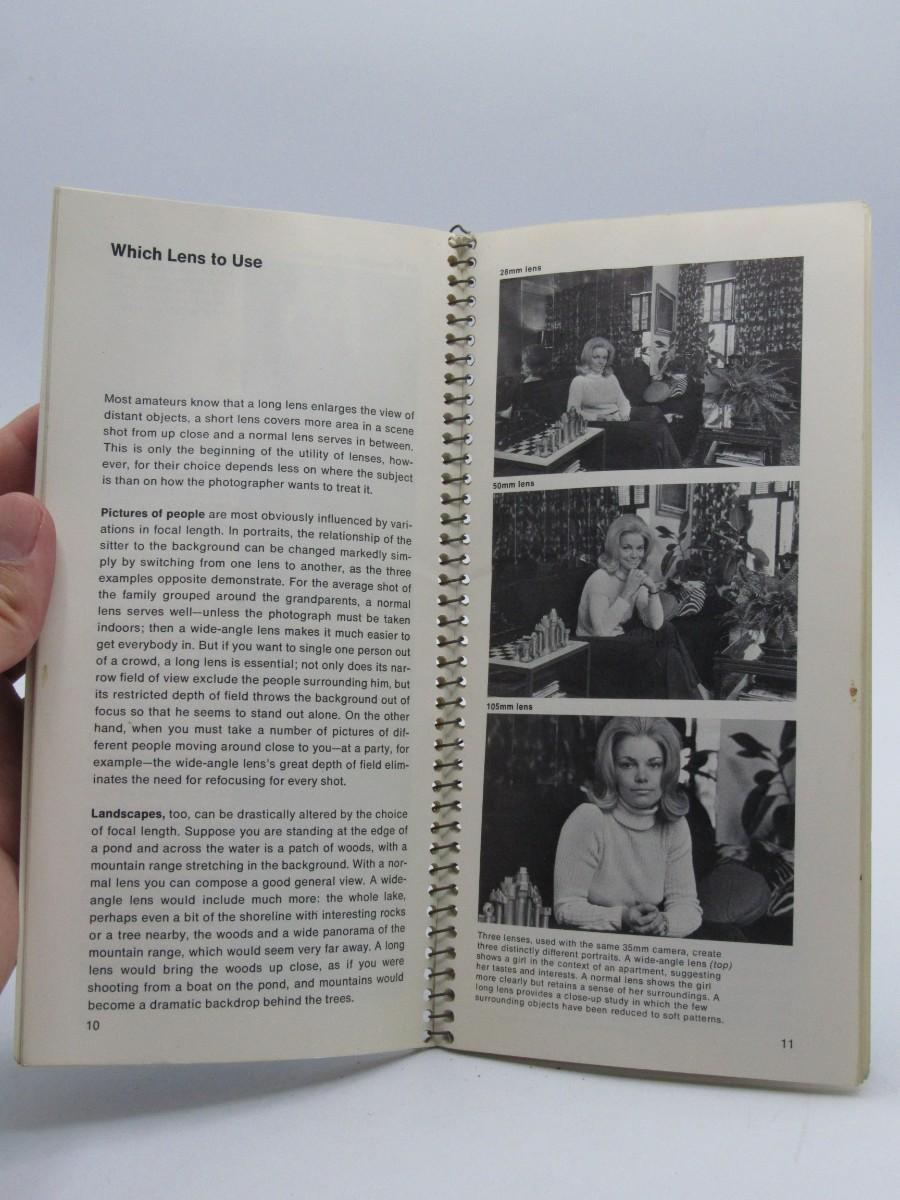 Which Lens to Use
Most amateurs know that a long lens enlarges the view of
distant objects, a short lens covers more area in a scene
shot from up close and a normal lens serves in between.
This is only the beginning of the utility of lenses, how-
ever, for their choice depends less on where the subject
is than on how the photographer wants to treat it.
Pictures of people are most obviously influenced by vari-
ations in focal length. In portraits, the relationship of the
sitter to the background can be changed markedly sim-
ply by switching from one lens to another, as the three
examples opposite demonstrate. For the average shot of
the family grouped around the grandparents, a normal
lens serves well—unless the photograph must be taken
indoors; then a wide-angle lens makes it much easier to
get everybody in. But if you want to single one person out
of a crowd, a long lens is essential; not only does its nar-
row field of view exclude the people surrounding him, but
its restricted depth of field throws the background out of
focus so that he seems to stand out alone. On the other
hand, when you must take a number of pictures of dif-
ferent people moving around close to you—at a party, for
example—the wide-angle lens's great depth of field elim-
inates the need for refocusing for every shot.
Landscapes, too, can be drastically altered by the choice
of focal length. Suppose you are standing at the edge of
a pond and across the water is a patch of woods, with a
mountain range stretching in the background. With a nor-
mal lens you can compose a good general view. A wide-
angle lens would include much more: the whole lake,
perhaps even a bit of the shoreline with interesting rocks
or a tree nearby, the woods and a wide panorama of the
mountain range, which would seem very far away. A long
lens would bring the woods up close, as if you were
shooting from a boat on the pond, and mountains would
become a dramatic backdrop behind the trees.
10
28mm lens
50mm lens
105mm lens
Three lenses, used with the same 35mm camera, create
three distinctly different portraits. A wide-angle lens (top)
shows a girl in the context of an apartment, suggesting
her tastes and interests. A normal lens shows the girl
more clearly but retains a sense of her surroundings. A
long lens provides a close-up study in which the few
surrounding objects have been reduced to soft patterns.
11